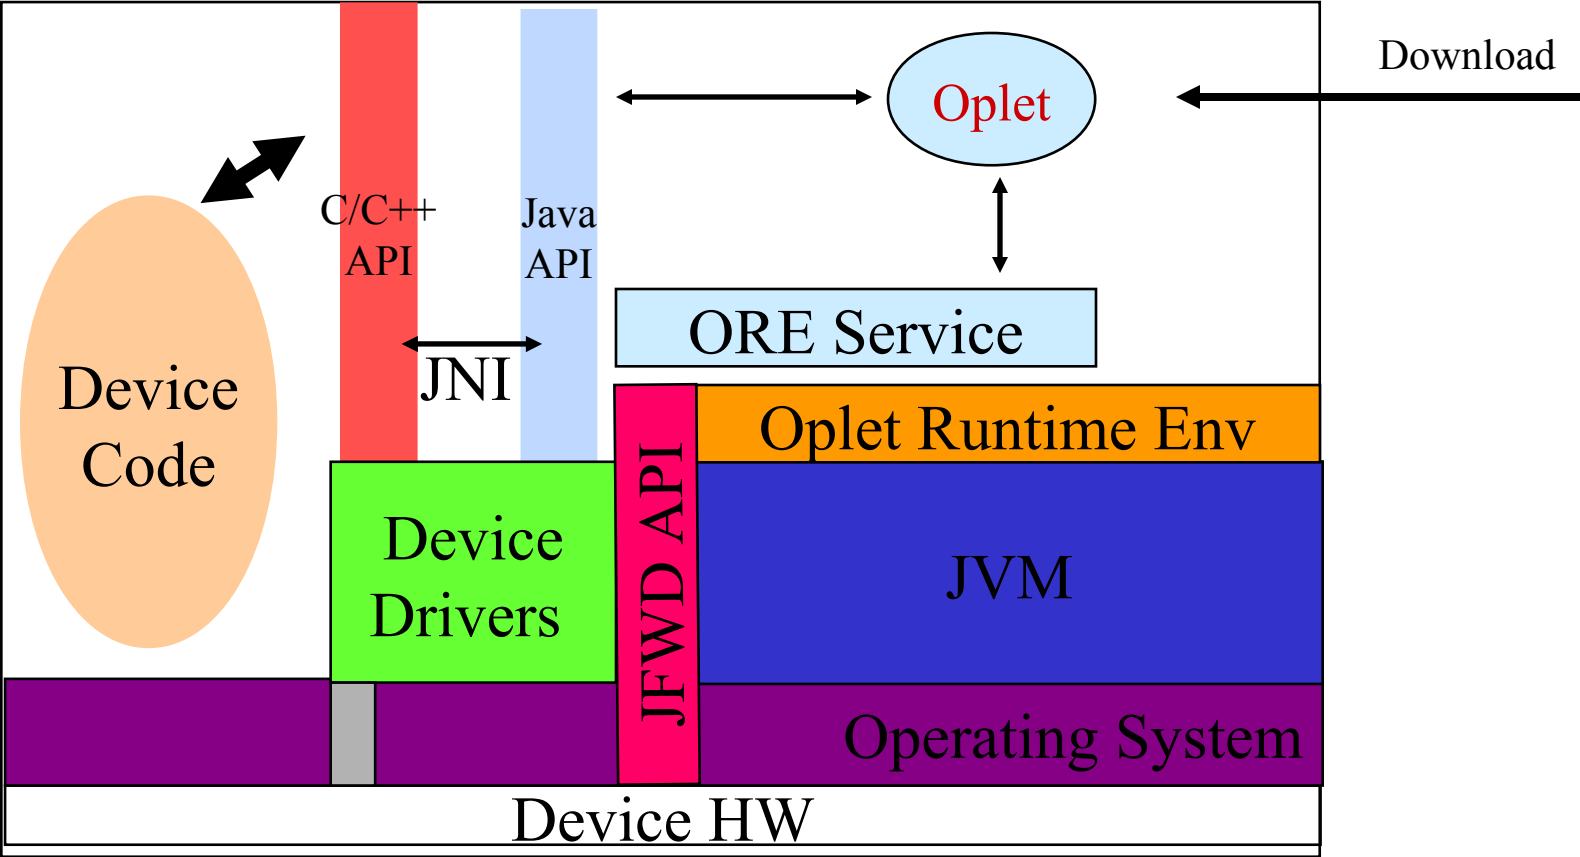 Download
Oplet
C/C++
API
Java
API
ORE Service
JNI
Device
Code
Oplet Runtime Env
JFWD API
Device
Drivers
JVM
Operating System
Device HW